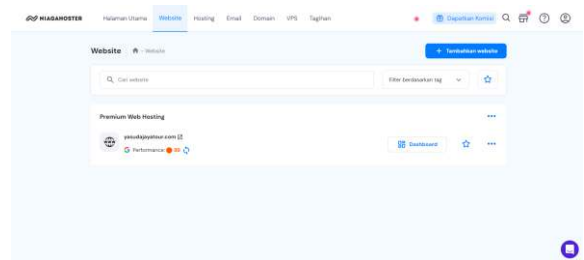 NIAGAHOSTER
Halaman Utama Website Hosting Email Domain VPS Tagihan Dapatkan Komisi
Website - Website + Tambahkan website
Cari website Filter berdasarkan tag
Premium Web Hosting
yasudajayatour.com
Performance: Dashboard